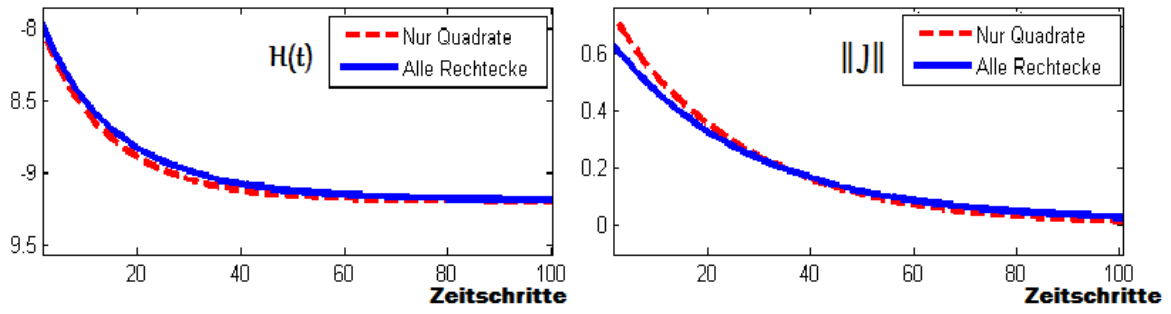 -8
8.5
-9
9.5
H(t)
Nur Quadrate
Alle Rechtecke
20
40
60
80
100
Zeitschritte
0.6
0.4
0.2
0
‖J‖
Nur Quadrate
Alle Rechtecke
20
40
60
80
100
Zeitschritte